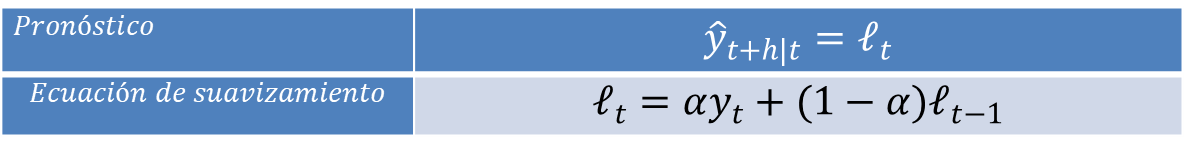 Pronóstico
ŷ_{t+h|t} = ℓ_t
Ecuación de suavizamiento
ℓ_t = αy_t + (1 − α)ℓ_{t−1}